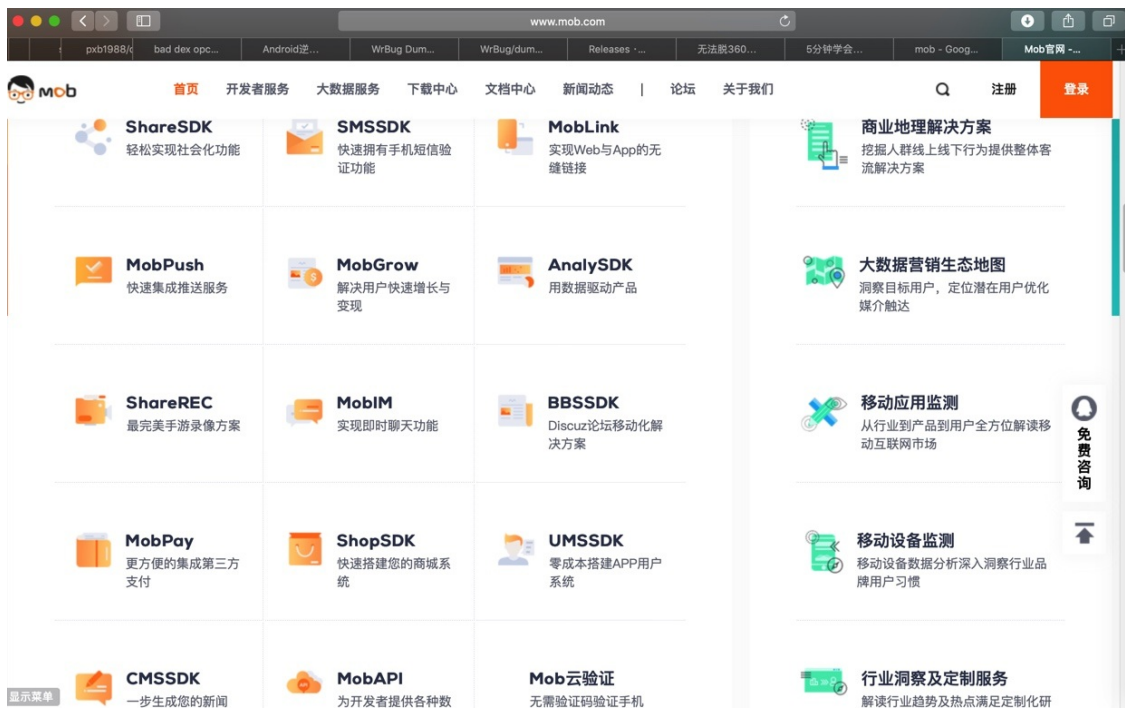 www.mob.com
pxb1988/d
bad dex opc...
Android逆...
WrBug Dum...
WrBug/dum...
Releases · ...
无法脱360...
5分钟学会...
mob - Goog...
Mob官网 -...
MOB
首页
开发者服务
大数据服务
下载中心
文档中心
新闻动态
|
论坛
关于我们
注册
登录
ShareSDK
轻松实现社会化功能
SMSSDK
快速拥有手机短信验
证功能
MobLink
实现Web与App的无
缝链接
商业地理解决方案
挖掘人群线上线下行为提供整体客
流解决方案
MobPush
快速集成推送服务
MobGrow
解决用户快速增长与
变现
AnalySDK
用数据驱动产品
大数据营销生态地图
洞察目标用户，定位潜在用户优化
媒介触达
ShareREC
最完美手游录像方案
MobIM
实现即时聊天功能
BBSSDK
Discuz论坛移动化解
决方案
移动应用监测
从行业到产品到用户全方位解读移
动互联网市场
免费咨询
MobPay
更方便的集成第三方
支付
ShopSDK
快速搭建您的商城系
统
UMSSDK
零成本搭建APP用户
系统
移动设备监测
移动设备数据分析深入洞察行业品
牌用户习惯
CMSSDK
一步生成您的新闻
MobAPI
为开发者提供各种数
Mob云验证
无需验证码验证手机
行业洞察及定制服务
解读行业趋势及热点满足定制化研
显示菜单